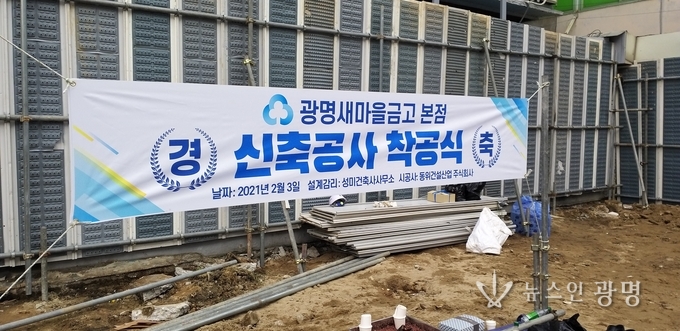 광명새마을금고 본점
경 신축공사 착공식 축
날짜: 2021년 2월 3일 설계감리: 성미건축사사무소 시공사: 동위건설산업 주식회사
뉴스인 광명